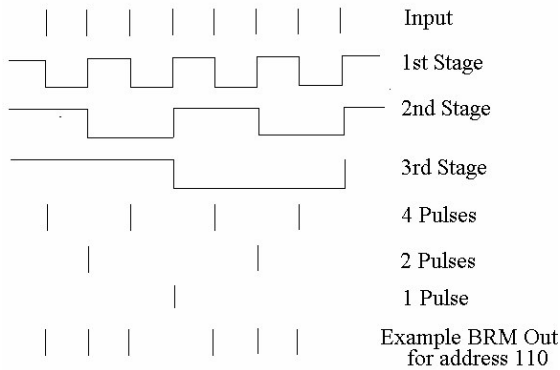 Input
1st Stage
2nd Stage
3rd Stage
4 Pulses
2 Pulses
1 Pulse
Example BRM Out
for address 110